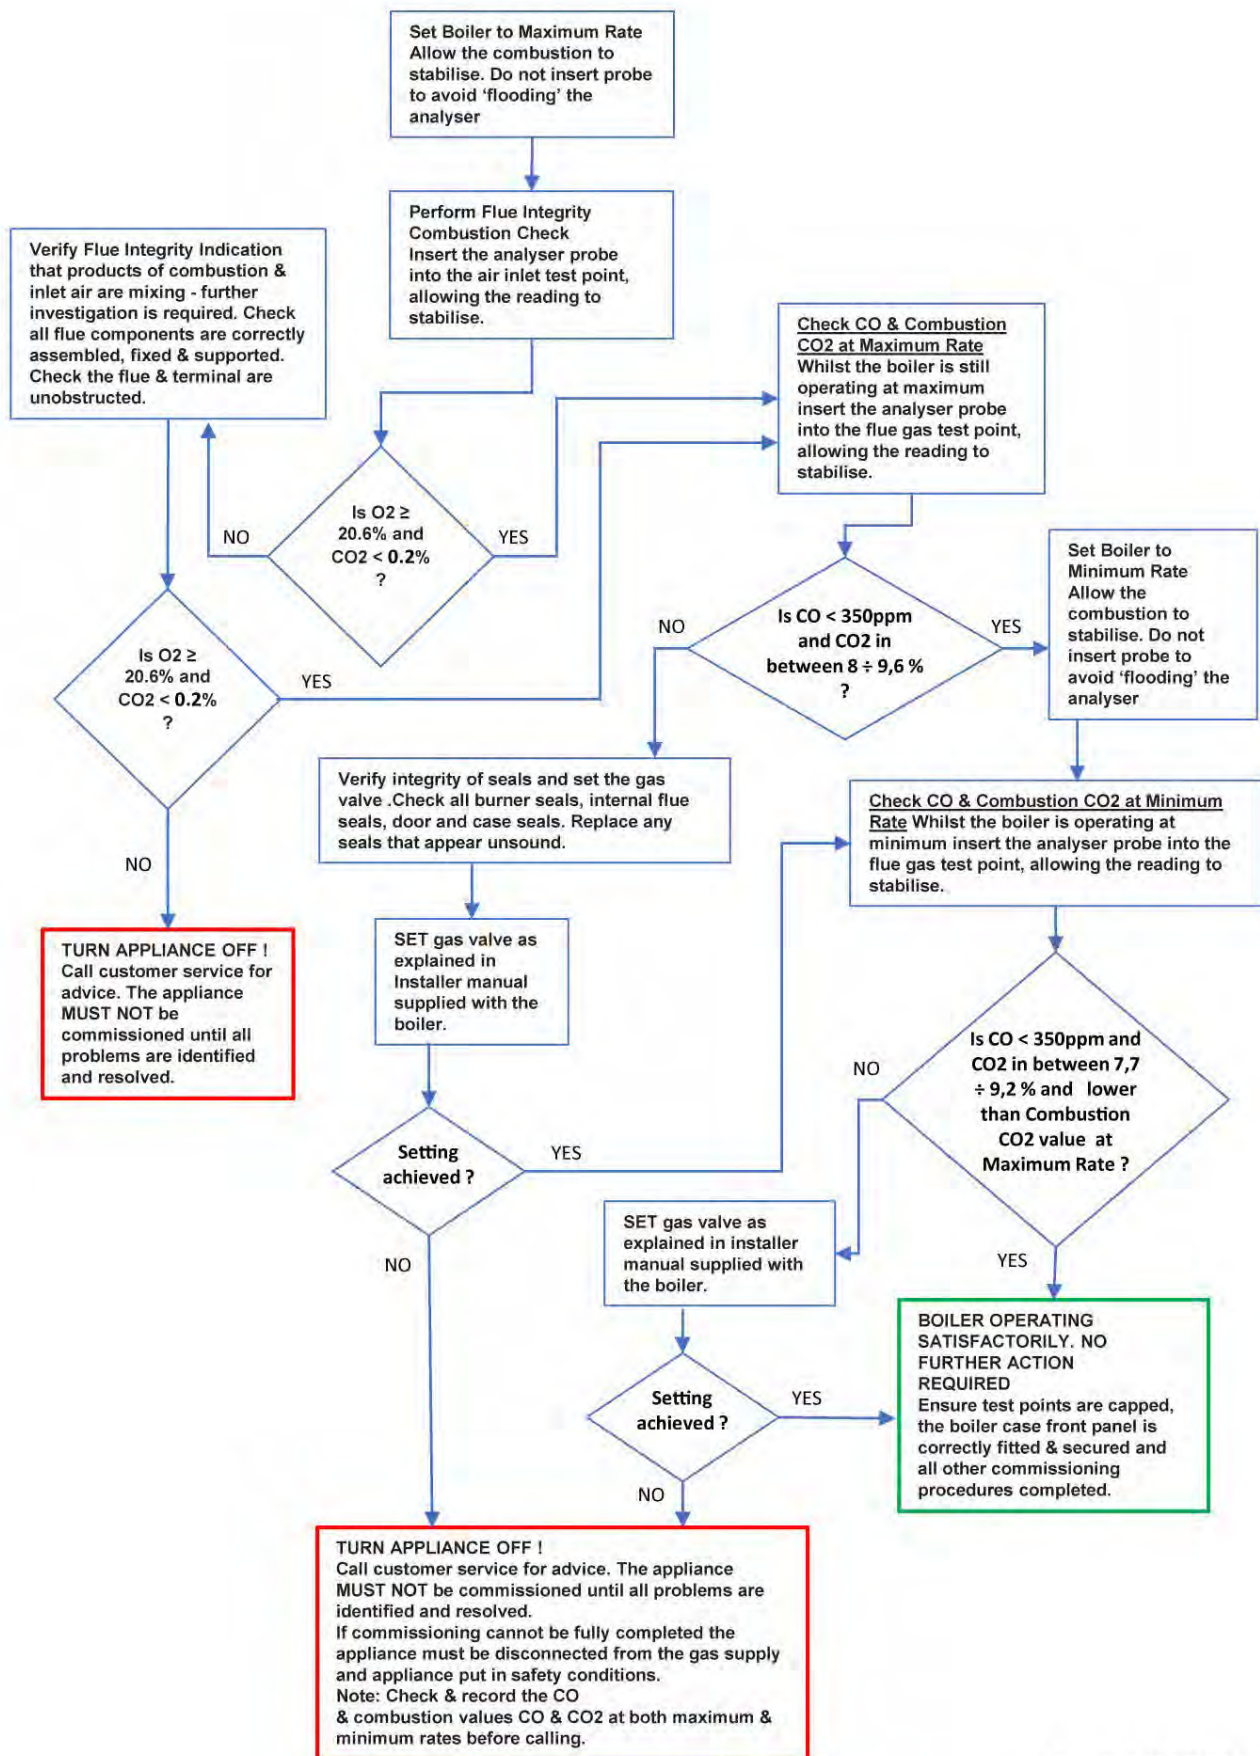 Set Boiler to Maximum Rate
Allow the combustion to
stabilise. Do not insert probe
to avoid ‘flooding’ the
analyser
Perform Flue Integrity
Combustion Check
Insert the analyser probe
into the air inlet test point,
allowing the reading to
stabilise.
Verify Flue Integrity Indication
that products of combustion &
inlet air are mixing - further
investigation is required. Check
all flue components are correctly
assembled, fixed & supported.
Check the flue & terminal are
unobstructed.
Check CO & Combustion
CO2 at Maximum Rate
Whilst the boiler is still
operating at maximum
insert the analyser probe
into the flue gas test point,
allowing the reading to
stabilise.
NO
Is O2 ≥
20.6% and
CO2 < 0.2%
?
YES
Set Boiler to
Minimum Rate
Allow the
combustion to
stabilise. Do not
insert probe to
avoid ‘flooding’ the
analyser
NO
Is CO < 350ppm
and CO2 in
between 8 ÷ 9,6 %
?
YES
Is O2 ≥
20.6% and
CO2 < 0.2%
?
YES
Verify integrity of seals and set the gas
valve .Check all burner seals, internal flue
seals, door and case seals. Replace any
seals that appear unsound.
Check CO & Combustion CO2 at Minimum
Rate Whilst the boiler is operating at
minimum insert the analyser probe into the
flue gas test point, allowing the reading to
stabilise.
NO
TURN APPLIANCE OFF !
Call customer service for
advice. The appliance
MUST NOT be
commissioned until all
problems are identified
and resolved.
SET gas valve as
explained in
Installer manual
supplied with the
boiler.
NO
Is CO < 350ppm and
CO2 in between 7,7
÷ 9,2 % and lower
than Combustion
CO2 value at
Maximum Rate ?
Setting
achieved ?
YES
NO
SET gas valve as
explained in installer
manual supplied with
the boiler.
YES
BOILER OPERATING
SATISFACTORILY. NO
FURTHER ACTION
REQUIRED
Ensure test points are capped,
the boiler case front panel is
correctly fitted & secured and
all other commissioning
procedures completed.
Setting
achieved ?
YES
NO
TURN APPLIANCE OFF !
Call customer service for advice. The appliance
MUST NOT be commissioned until all problems are
identified and resolved.
If commissioning cannot be fully completed the
appliance must be disconnected from the gas supply
and appliance put in safety conditions.
Note: Check & record the CO
& combustion values CO & CO2 at both maximum &
minimum rates before calling.